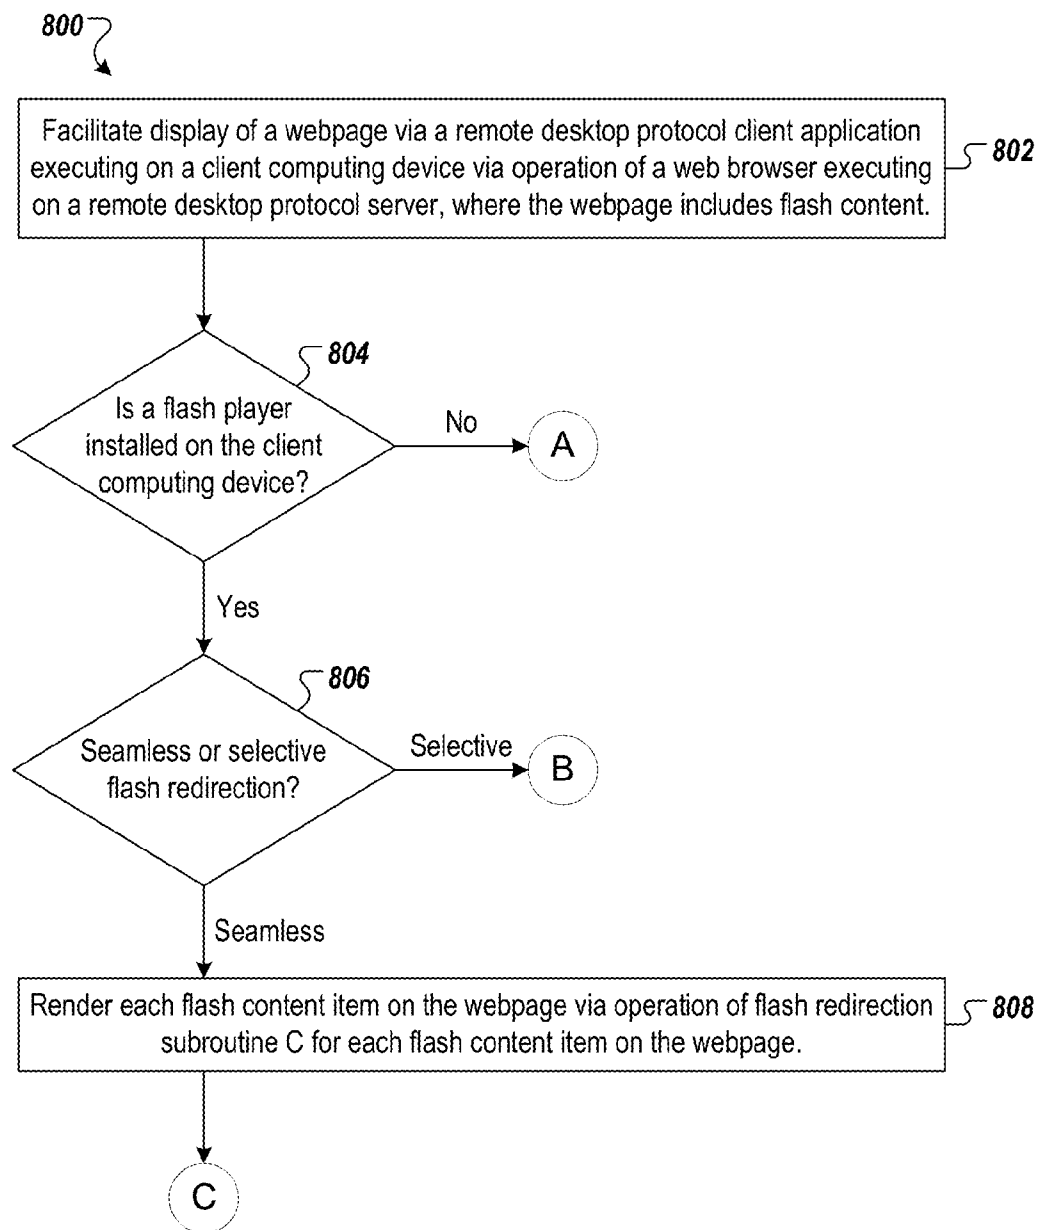 800
Facilitate display of a webpage via a remote desktop protocol client application
executing on a client computing device via operation of a web browser executing
on a remote desktop protocol server, where the webpage includes flash content.
802
804
Is a flash player
installed on the client
computing device?
No
A
Yes
806
Seamless or selective
flash redirection?
Selective
B
Seamless
Render each flash content item on the webpage via operation of flash redirection
subroutine C for each flash content item on the webpage.
808
C